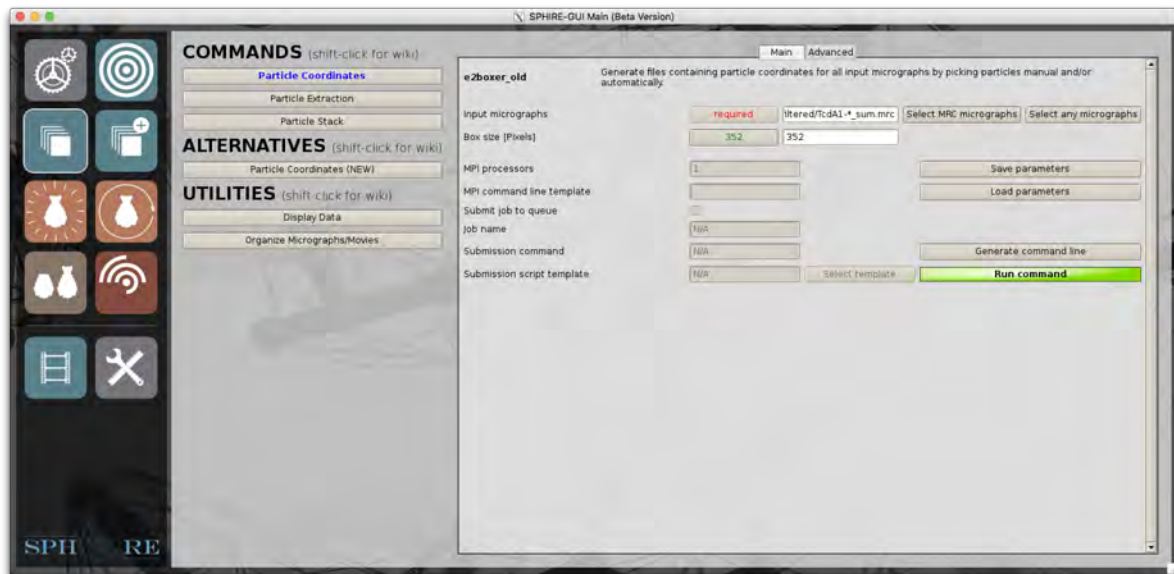 SPHIRE-GUI Main (Beta Version)
COMMANDS (shift-click for wiki)
Particle Coordinates
Particle Extraction
Particle Stack
ALTERNATIVES (shift-click for wiki)
Particle Coordinates (NEW)
UTILITIES (shift-click for wiki)
Display Data
Organize Micrographs/Movies
Main Advanced
e2boxer_old
Generate files containing particle coordinates for all input micrographs by picking particles manual and/or
automatically.
Input micrographs required ltered/TcdA1-*_sum.mrc Select MRC micrographs Select any micrographs
Box size [Pixels] 352 352
MPI processors 1 Save parameters
MPI command line template Load parameters
Submit job to queue
Job name N/A
Submission command N/A Generate command line
Submission script template N/A Select template Run command
SPH RE